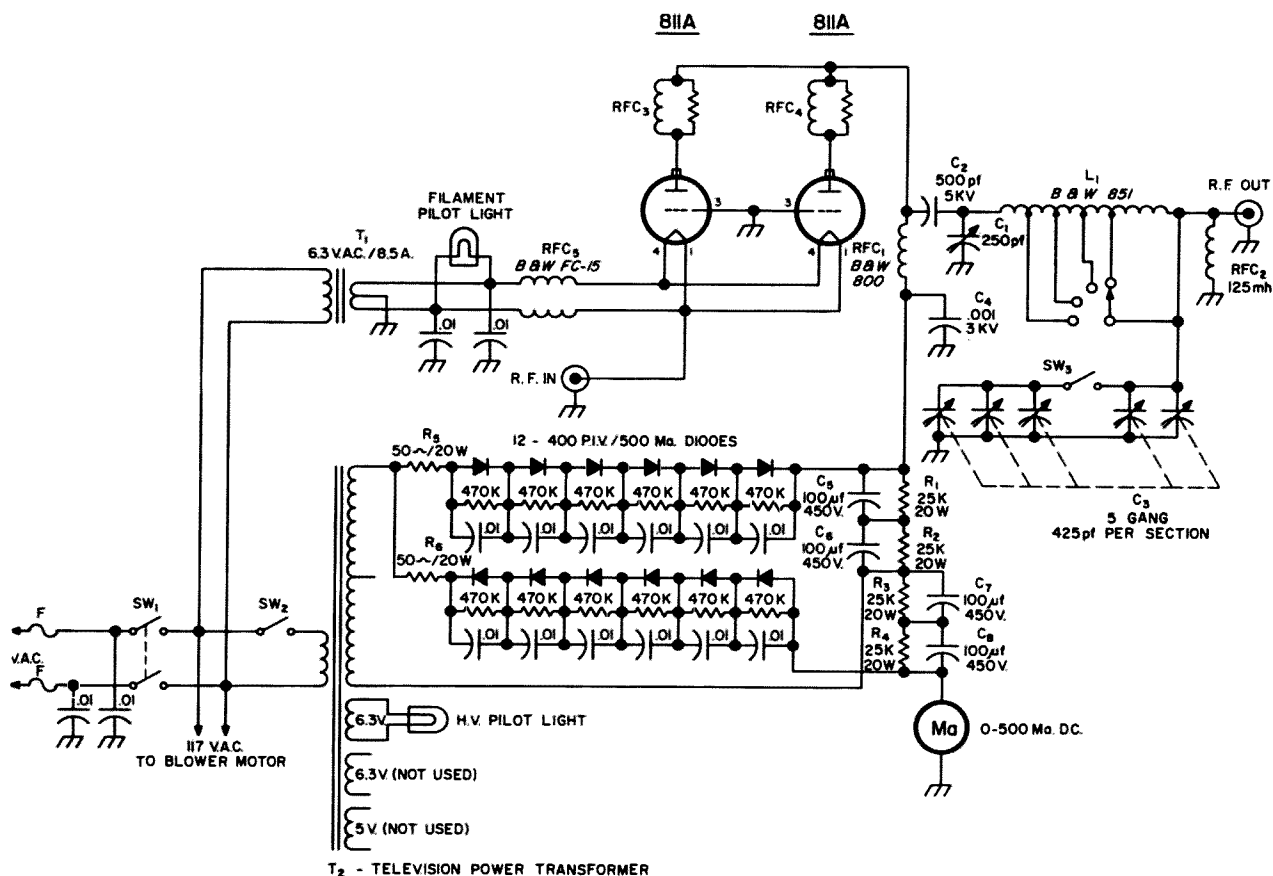 811A
811A
RFC3
RFC4
3
3
4
1
4
1
C2
500pf
5KV
L1
B & W 851
R.F. OUT
C1
250pf
RFC2
125mh
FILAMENT
PILOT LIGHT
T1
6.3 V.A.C./8.5A.
RFC5
B&W FC-15
RFC1
B&W
800
.01
.01
C4
.001
3KV
R.F. IN
SW3
C3
5 GANG
425pf PER SECTION
12 - 400 P.I.V./500 Ma. DIODES
R5
50~/20W
470K
470K
470K
470K
470K
470K
.01
.01
.01
.01
.01
.01
C5
100µf
450V.
R1
25K
20W
C6
100µf
450V.
R2
25K
20W
R6
50~/20W
470K
470K
470K
470K
470K
470K
.01
.01
.01
.01
.01
.01
R3
25K
20W
C7
100µf
450V.
R4
25K
20W
C8
100µf
450V.
F
SW1
SW2
V.A.C.
F
.01
.01
117 V.A.C.
TO BLOWER MOTOR
6.3V.
H.V. PILOT LIGHT
Ma
0-500 Ma. DC.
6.3V. (NOT USED)
5V. (NOT USED)
T2 - TELEVISION POWER TRANSFORMER